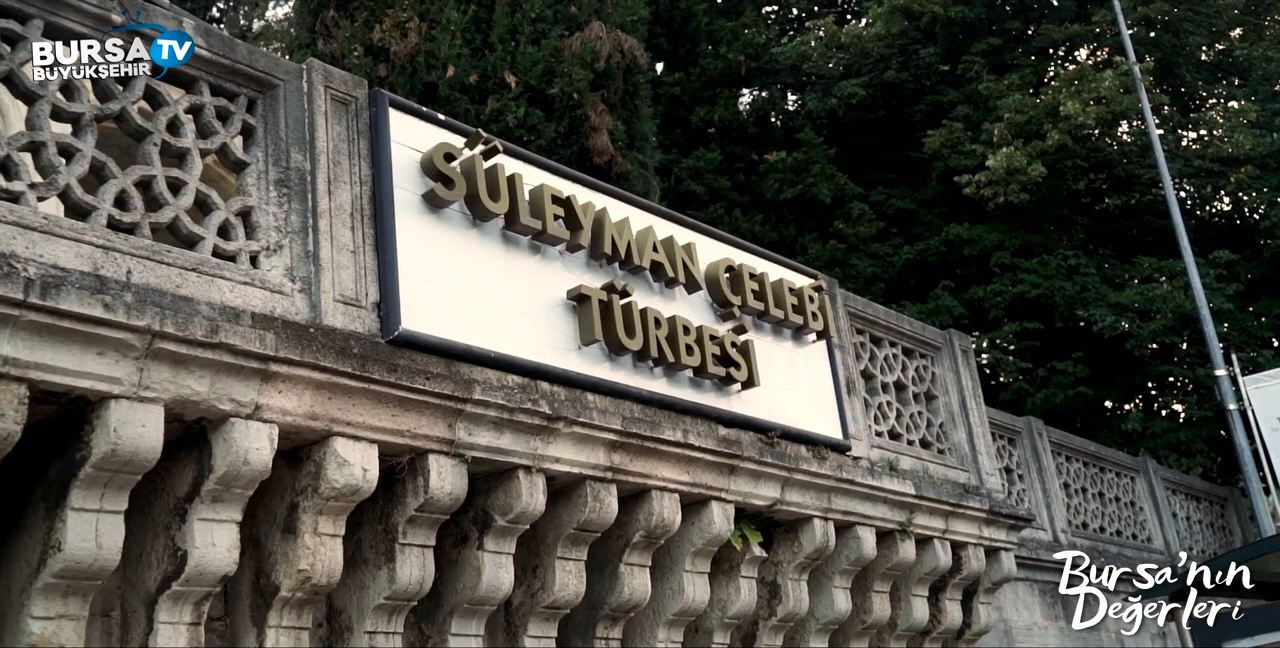 BURSA TV
BÜYÜKŞEHİR
SÜLEYMAN ÇELEBİ
TÜRBESİ
Bursa'nın
Değerleri